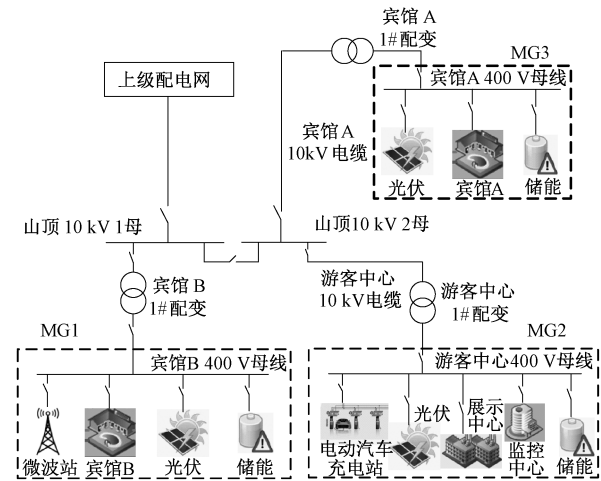 宾馆 A
1#配变
MG3
上级配电网
宾馆A 400 V母线
宾馆 A
10kV 电缆
光伏
宾馆A
储能
山顶 10 kV 1母
山顶10 kV 2母
宾馆 B
1#配变
游客中心
10 kV电缆
游客中心
1#配变
MG1
MG2
宾馆B 400 V母线
游客中心400 V母线
微波站
宾馆B
光伏
储能
电动汽车
充电站
光伏
展示
中心
监控
中心
储能